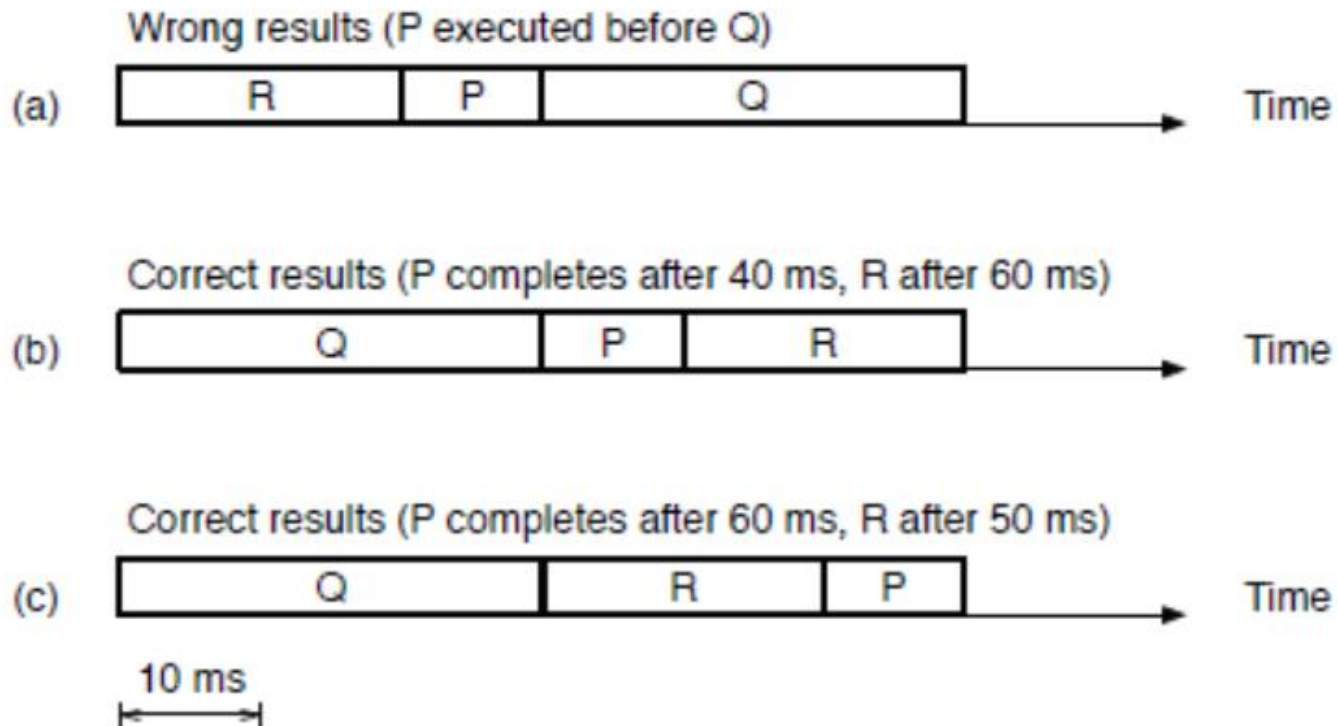 Wrong results (P executed before Q)
(a) R P Q Time
Correct results (P completes after 40 ms, R after 60 ms)
(b) Q P R Time
Correct results (P completes after 60 ms, R after 50 ms)
(c) Q R P Time
10 ms